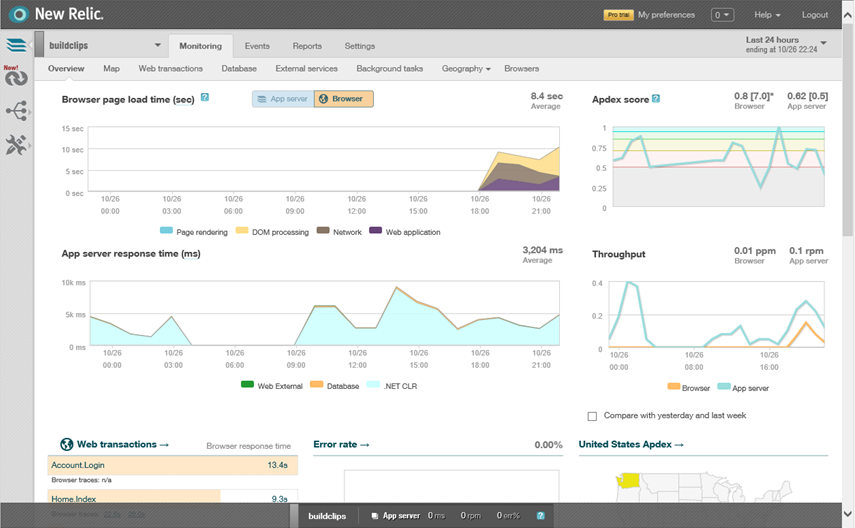 New Relic.
Pro trial My preferences 0 Help Logout
buildclips Monitoring Events Reports Settings
Last 24 hours
ending at 10/26 22:24
New!
Overview Map Web transactions Database External services Background tasks Geography Browsers
Browser page load time (sec) ?
App server Browser
8.4 sec
Average
15 sec
10 sec
5 sec
0 sec
10/26 10/26 10/26 10/26 10/26 10/26 10/26 10/26
00:00 03:00 06:00 09:00 12:00 15:00 18:00 21:00
Page rendering DOM processing Network Web application
Apdex score ?
0.8 [7.0]* 0.62 [0.5]
Browser App server
1
0.75
0.5
0.25
0
App server response time (ms)
3,204 ms
Average
10k ms
5k ms
0 ms
10/26 10/26 10/26 10/26 10/26 10/26 10/26 10/26
00:00 03:00 06:00 09:00 12:00 15:00 18:00 21:00
Web External Database .NET CLR
Throughput
0.01 ppm 0.1 rpm
Browser App server
0.4
0.2
0
10/26 10/26 10/26
00:00 08:00 16:00
Browser App server
Compare with yesterday and last week
Web transactions → Browser response time
Account.Login 13.4s
Browser traces: n/a
Home.Index 9.3s
Error rate → 0.00%
United States Apdex →
buildclips App server 0 ms 0 rpm 0 err% ?